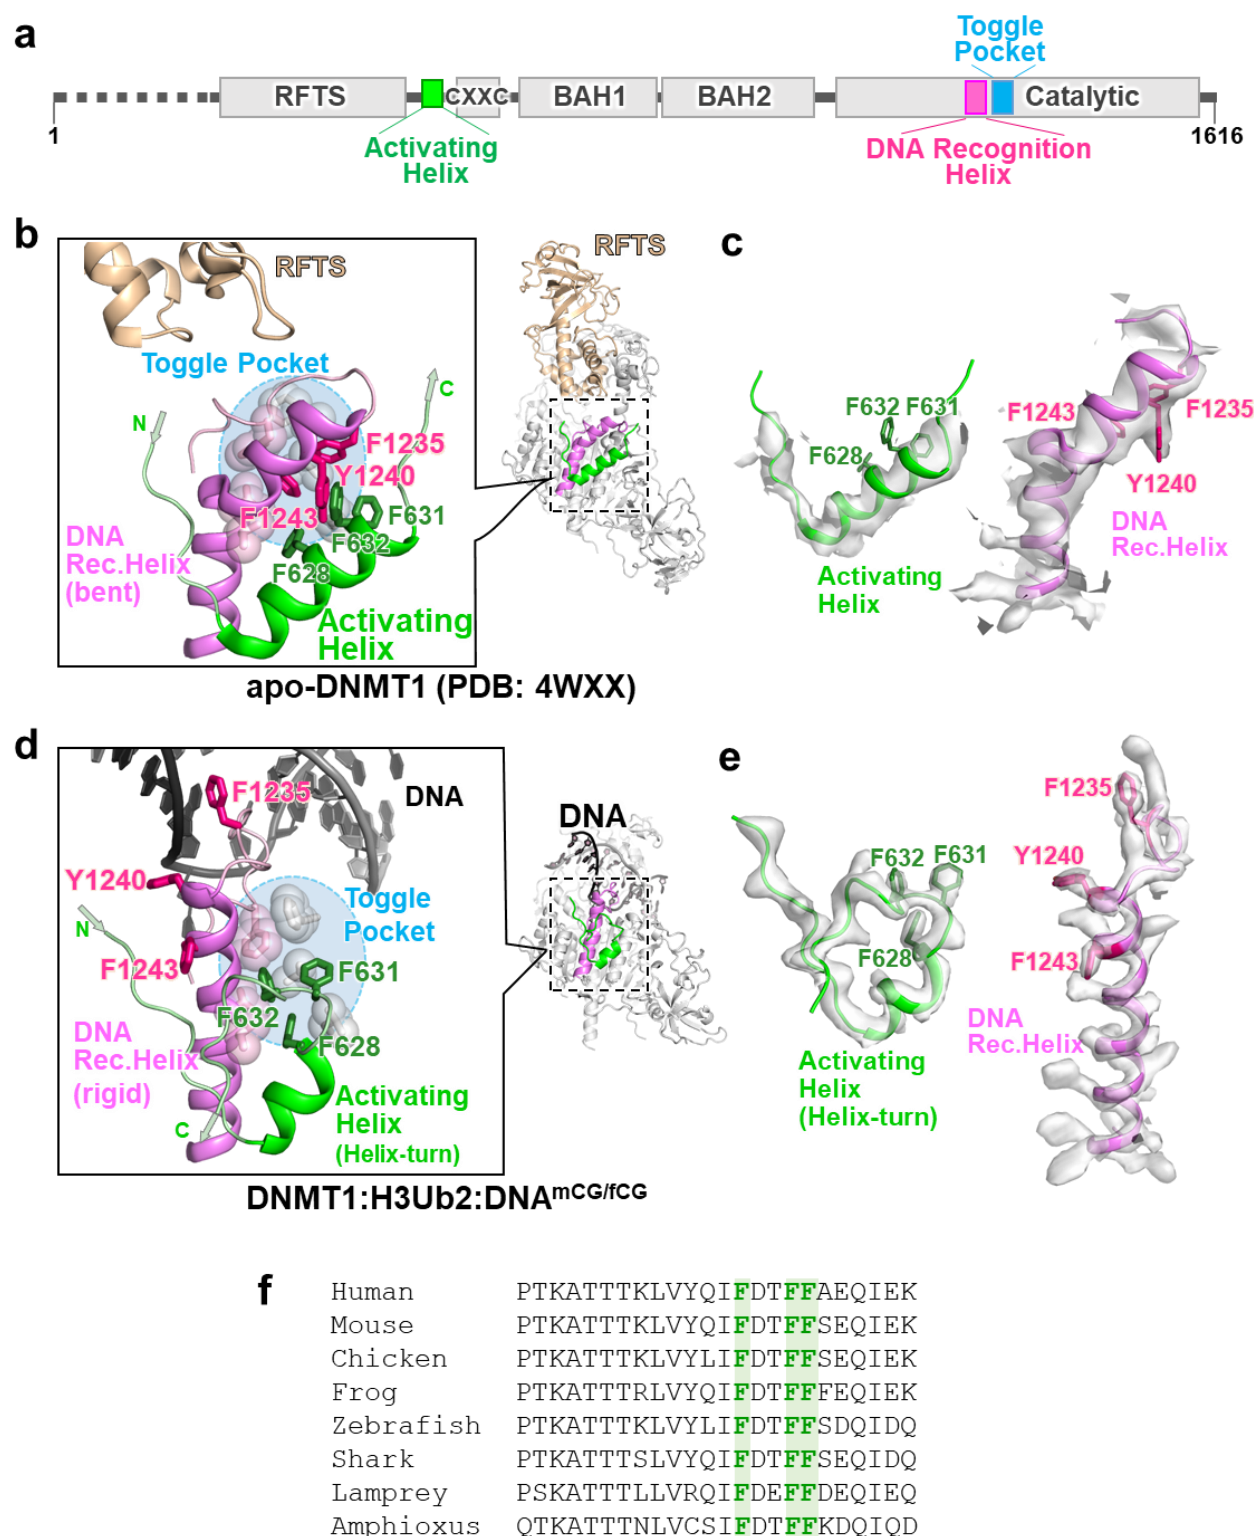 a
Toggle
Pocket
RFTS
CXXC
BAH1
BAH2
Catalytic
1
1616
Activating
Helix
DNA Recognition
Helix
b
RFTS
Toggle Pocket
N
C
F1235
Y1240
F1243
F631
F632
F628
DNA
Rec.Helix
(bent)
Activating
Helix
RFTS
apo-DNMT1 (PDB: 4WXX)
c
F632 F631
F628
Activating
Helix
F1243
F1235
Y1240
DNA
Rec.Helix
d
F1235
DNA
Y1240
N
Toggle
Pocket
F1243
F631
F632
F628
DNA
Rec.Helix
(rigid)
C
Activating
Helix
(Helix-turn)
DNA
DNMT1:H3Ub2:DNAmCG/fCG
e
F632 F631
F628
Activating
Helix
(Helix-turn)
F1235
Y1240
F1243
DNA
Rec.Helix
f
Human PTKATTTKLVYQIFDTFFAEQIEK
Mouse PTKATTTKLVYQIFDTFFSEQIEK
Chicken PTKATTTKLVYLIFDTFFSEQIEK
Frog PTKATTTRLVYQIFDTFFFEQIEK
Zebrafish PTKATTTKLVYLIFDTFFSDQIDQ
Shark PTKATTTSLVYQIFDTFFSEQIDQ
Lamprey PSKATTTLLVRQIFDEFFDEQIEQ
Amphioxus QTKATTTNLVCSIFDTFFKDQIQD